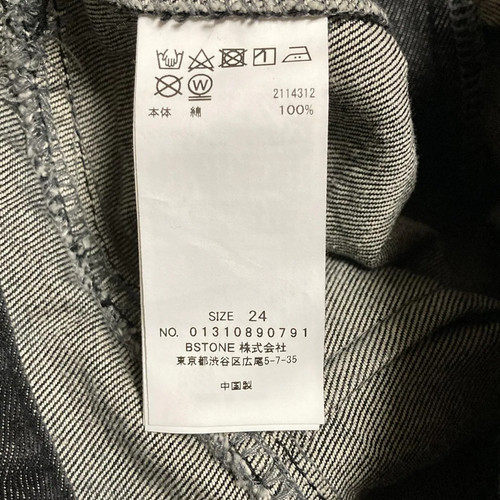 W
2114312
本体 綿 100%
SIZE 24
NO. 01310890791
BSTONE 株式会社
東京都渋谷区広尾5-7-35
中国製